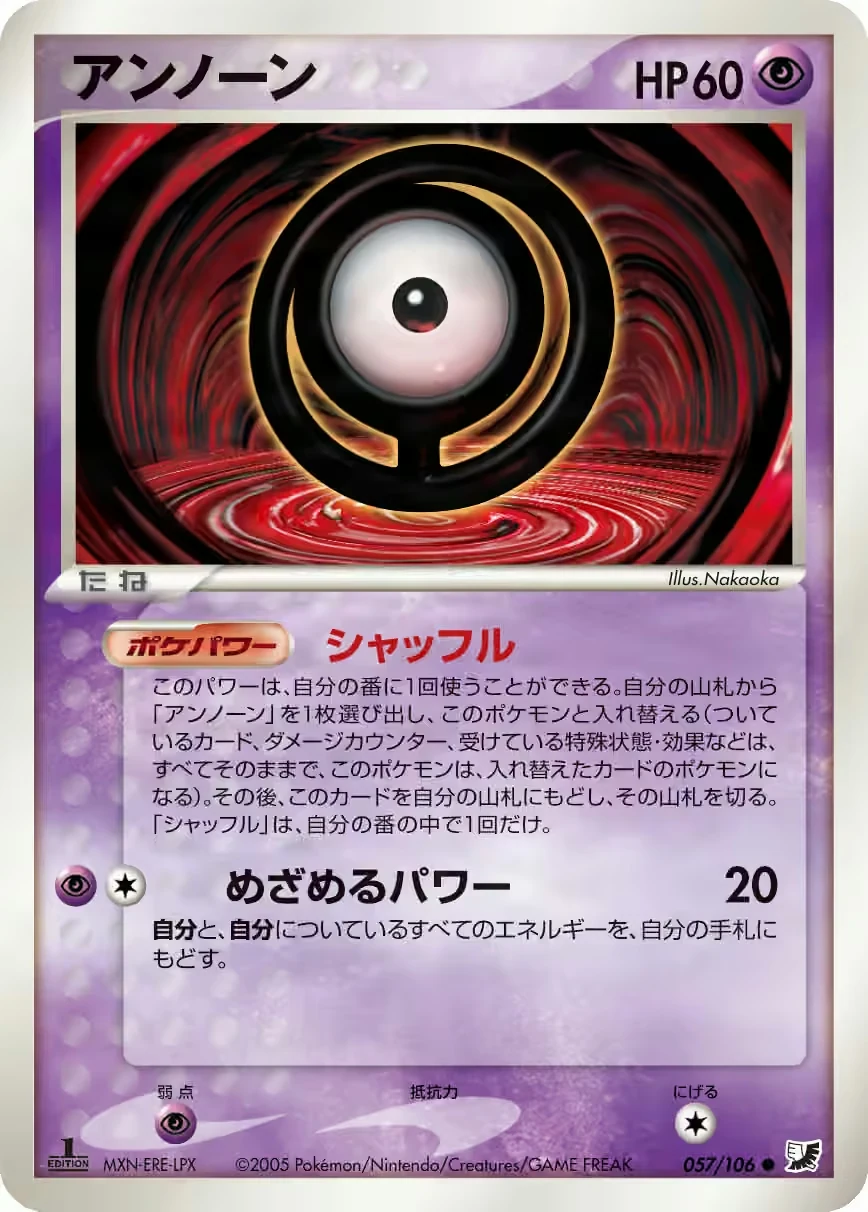 アンノーン HP60
たね Illus.Nakaoka
ポケパワー シャッフル
このパワーは、自分の番に1回使うことができる。自分の山札から
「アンノーン」を1枚選び出し、このポケモンと入れ替える(ついて
いるカード、ダメージカウンター、受けている特殊状態・効果などは、
すべてそのままで、このポケモンは、入れ替えたカードのポケモンに
なる)。その後、このカードを自分の山札にもどし、その山札を切る。
「シャッフル」は、自分の番の中で1回だけ。
めざめるパワー 20
自分と、自分についているすべてのエネルギーを、自分の手札に
もどす。
弱点 抵抗力 にげる
1 EDITION MXN-ERE-LPX ©2005 Pokémon/Nintendo/Creatures/GAME FREAK 057/106